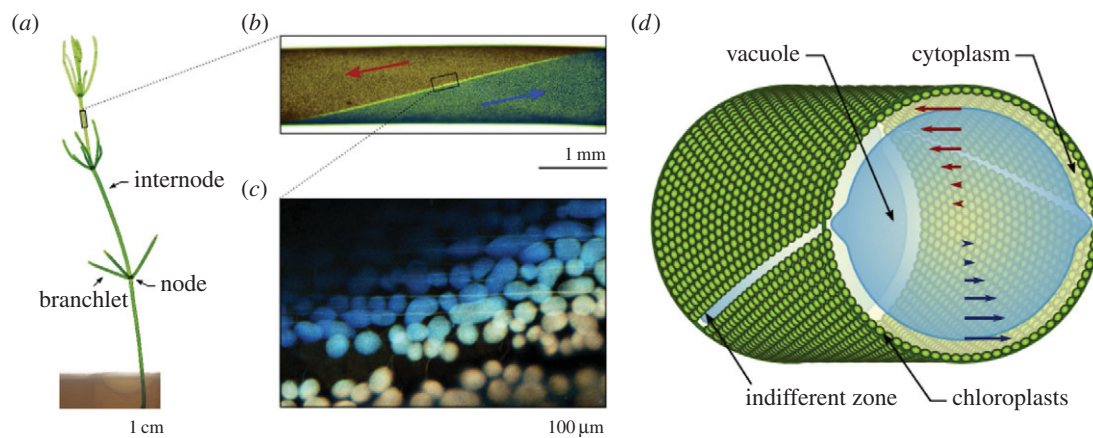 (a)
(b)
(c)
(d)
internode
node
branchlet
1 cm
1 mm
100 µm
vacuole
cytoplasm
indifferent zone
chloroplasts